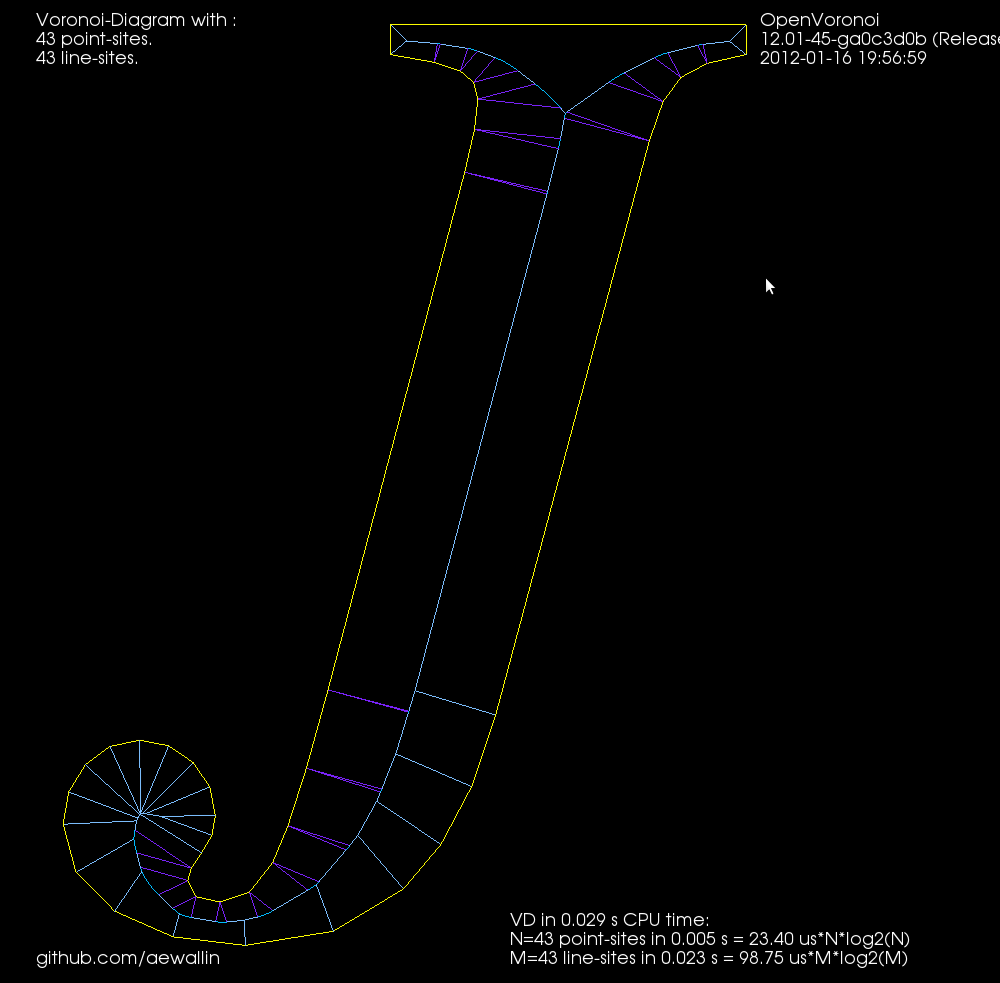 Voronoi-Diagram with :
43 point-sites.
43 line-sites.
OpenVoronoi
12.01-45-ga0c3d0b (Release
2012-01-16 19:56:59
VD in 0.029 s CPU time:
N=43 point-sites in 0.005 s = 23.40 us*N*log2(N)
M=43 line-sites in 0.023 s = 98.75 us*M*log2(M)
github.com/aewallin